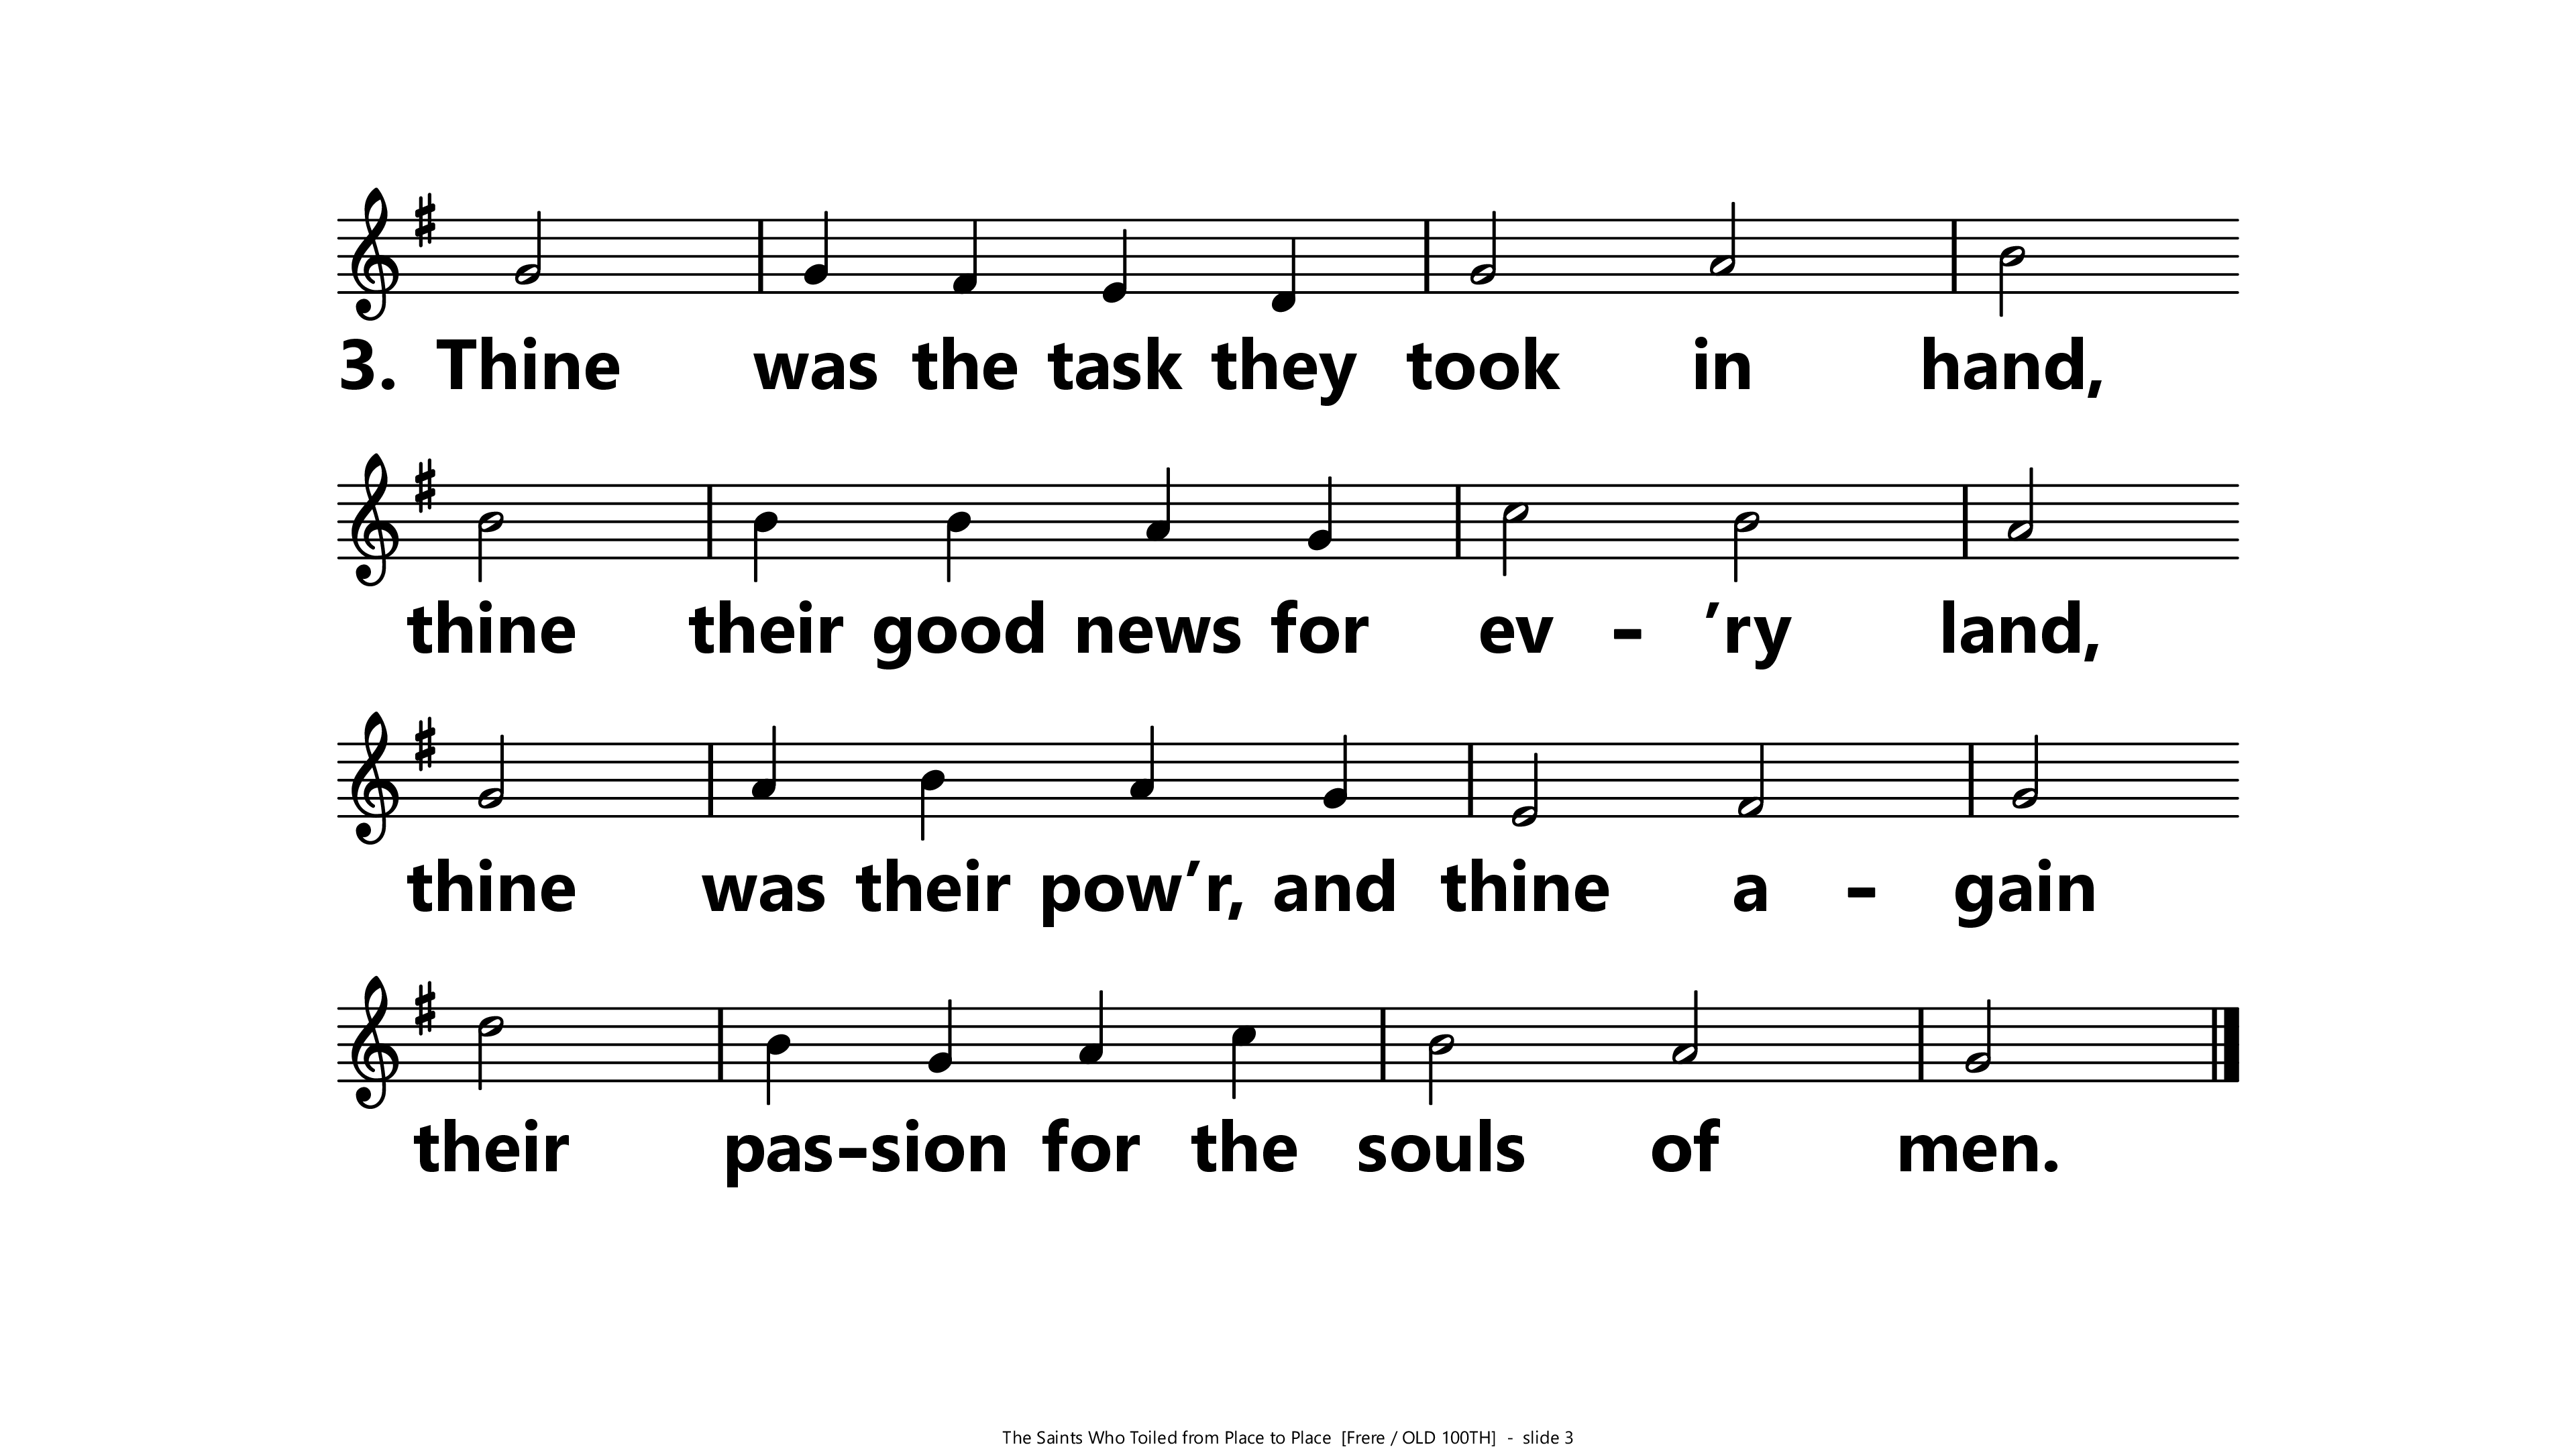 3. Thine was the task they took in hand,
thine their good news for ev - ’ry land,
thine was their pow’r, and thine a - gain
their pas-sion for the souls of men.
The Saints Who Toiled from Place to Place [Frere / OLD 100TH] - slide 3